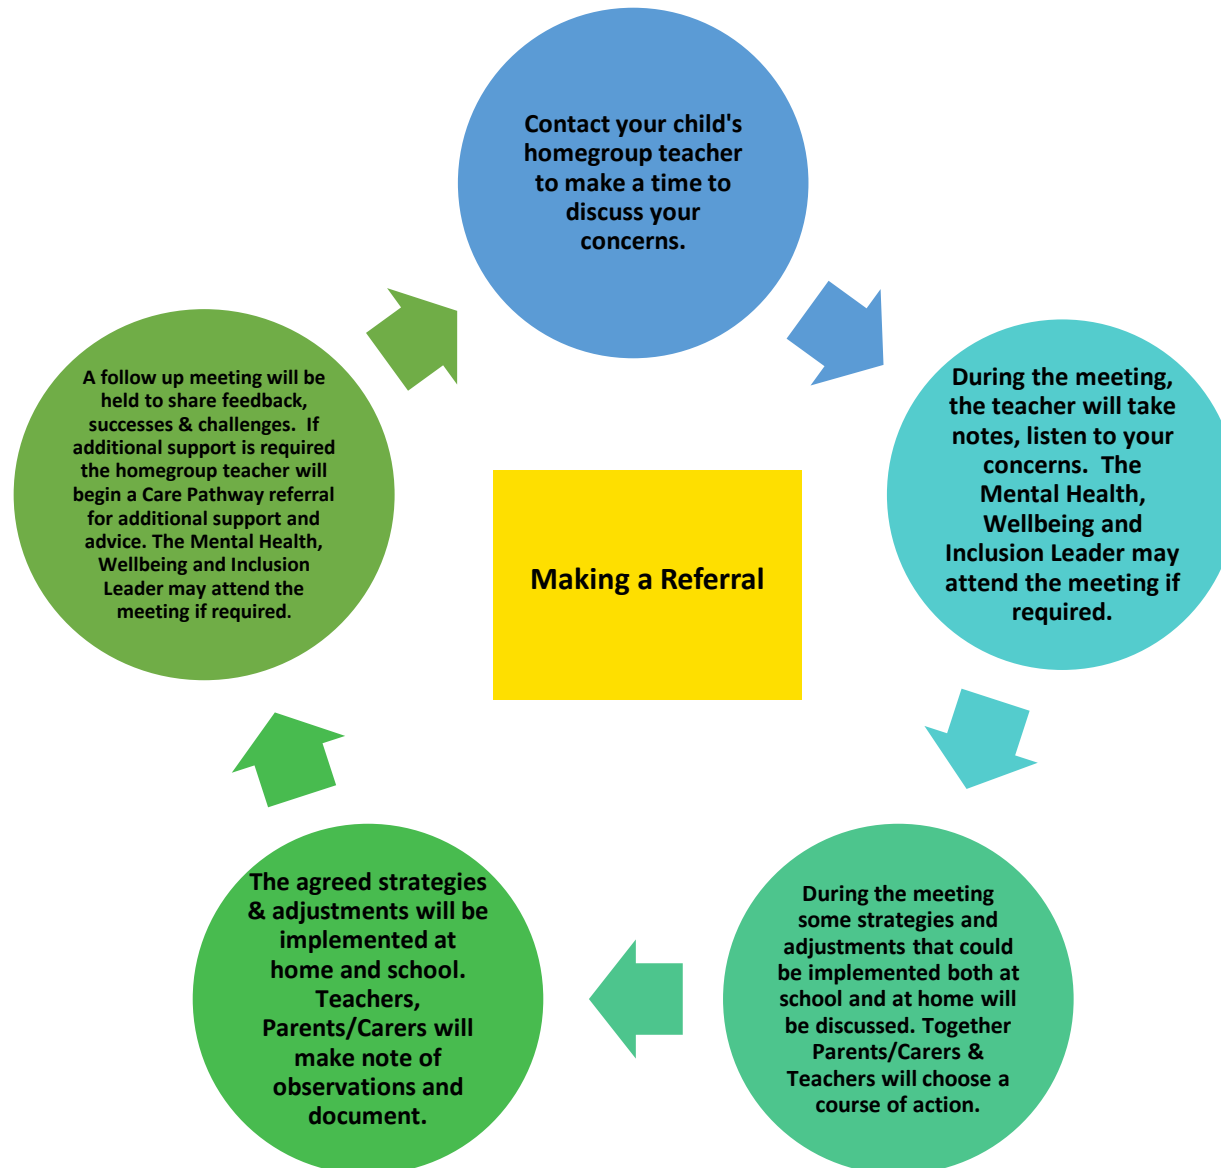 Contact your child's
homegroup teacher
to make a time to
discuss your
concerns.
During the meeting,
the teacher will take
notes, listen to your
concerns.  The
Mental Health,
Wellbeing and
Inclusion Leader may
attend the meeting if
required.
During the meeting
some strategies and
adjustments that could
be implemented both at
school and at home will
be discussed. Together
Parents/Carers &
Teachers will choose a
course of action.
The agreed strategies
& adjustments will be
implemented at
home and school.
Teachers,
Parents/Carers will
make note of
observations and
document.
A follow up meeting will be
held to share feedback,
successes & challenges.  If
additional support is required
the homegroup teacher will
begin a Care Pathway referral
for additional support and
advice. The Mental Health,
Wellbeing and Inclusion
Leader may attend the
meeting if required.
Making a Referral